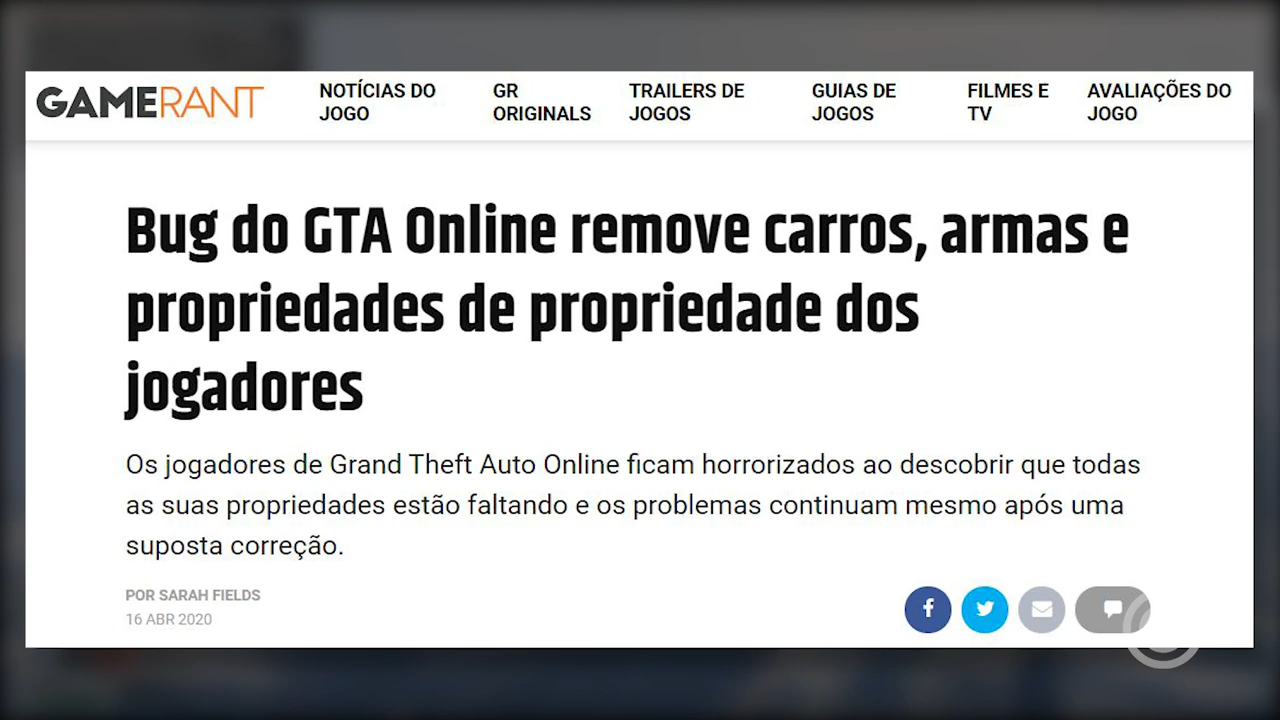 GAMERANT
NOTÍCIAS DO
JOGO
GR
ORIGINALS
TRAILERS DE
JOGOS
GUIAS DE
JOGOS
FILMES E
TV
AVALIAÇÕES DO
JOGO
Bug do GTA Online remove carros, armas e
propriedades de propriedade dos
jogadores
Os jogadores de Grand Theft Auto Online ficam horrorizados ao descobrir que todas
as suas propriedades estão faltando e os problemas continuam mesmo após uma
suposta correção.
POR SARAH FIELDS
16 ABR 2020